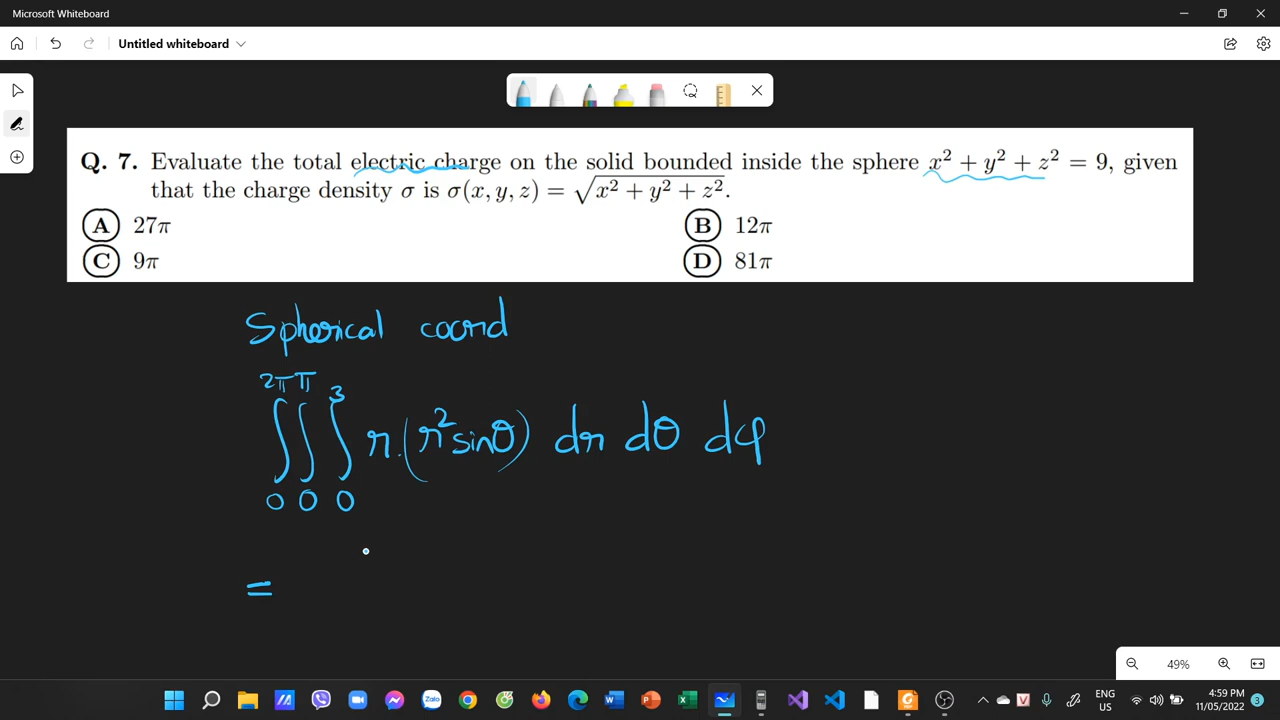 Microsoft Whiteboard
Untitled whiteboard
Q. 7. Evaluate the total electric charge on the solid bounded inside the sphere x² + y² + z² = 9, given
that the charge density σ is σ(x, y, z) = √(x² + y² + z²).
A 27π
B 12π
C 9π
D 81π
Spherical coord
2π π 3
∫∫∫ r.(r² sinθ) dr dθ dφ
0 0 0
=
49%
Zalo
ENG
US
4:59 PM
11/05/2022
3